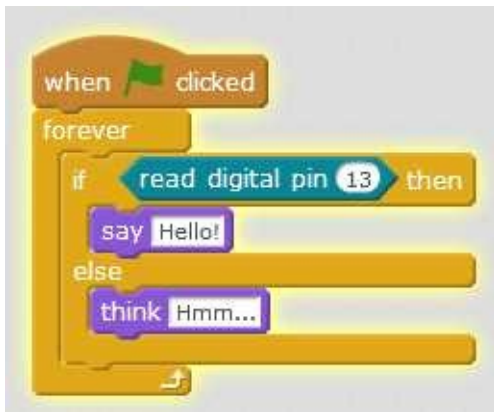 when clicked
forever
if read digital pin 13 then
say Hello!
else
think Hmm...